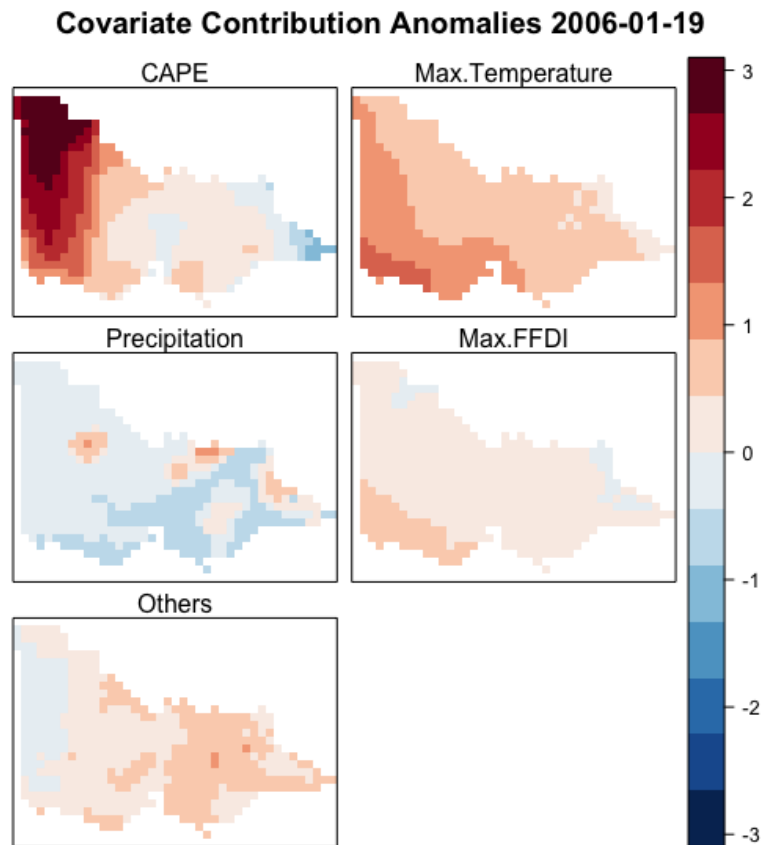 Covariate Contribution Anomalies 2006-01-19
CAPE
Max.Temperature
Precipitation
Max.FFDI
Others
3
2
1
0
-1
-2
-3